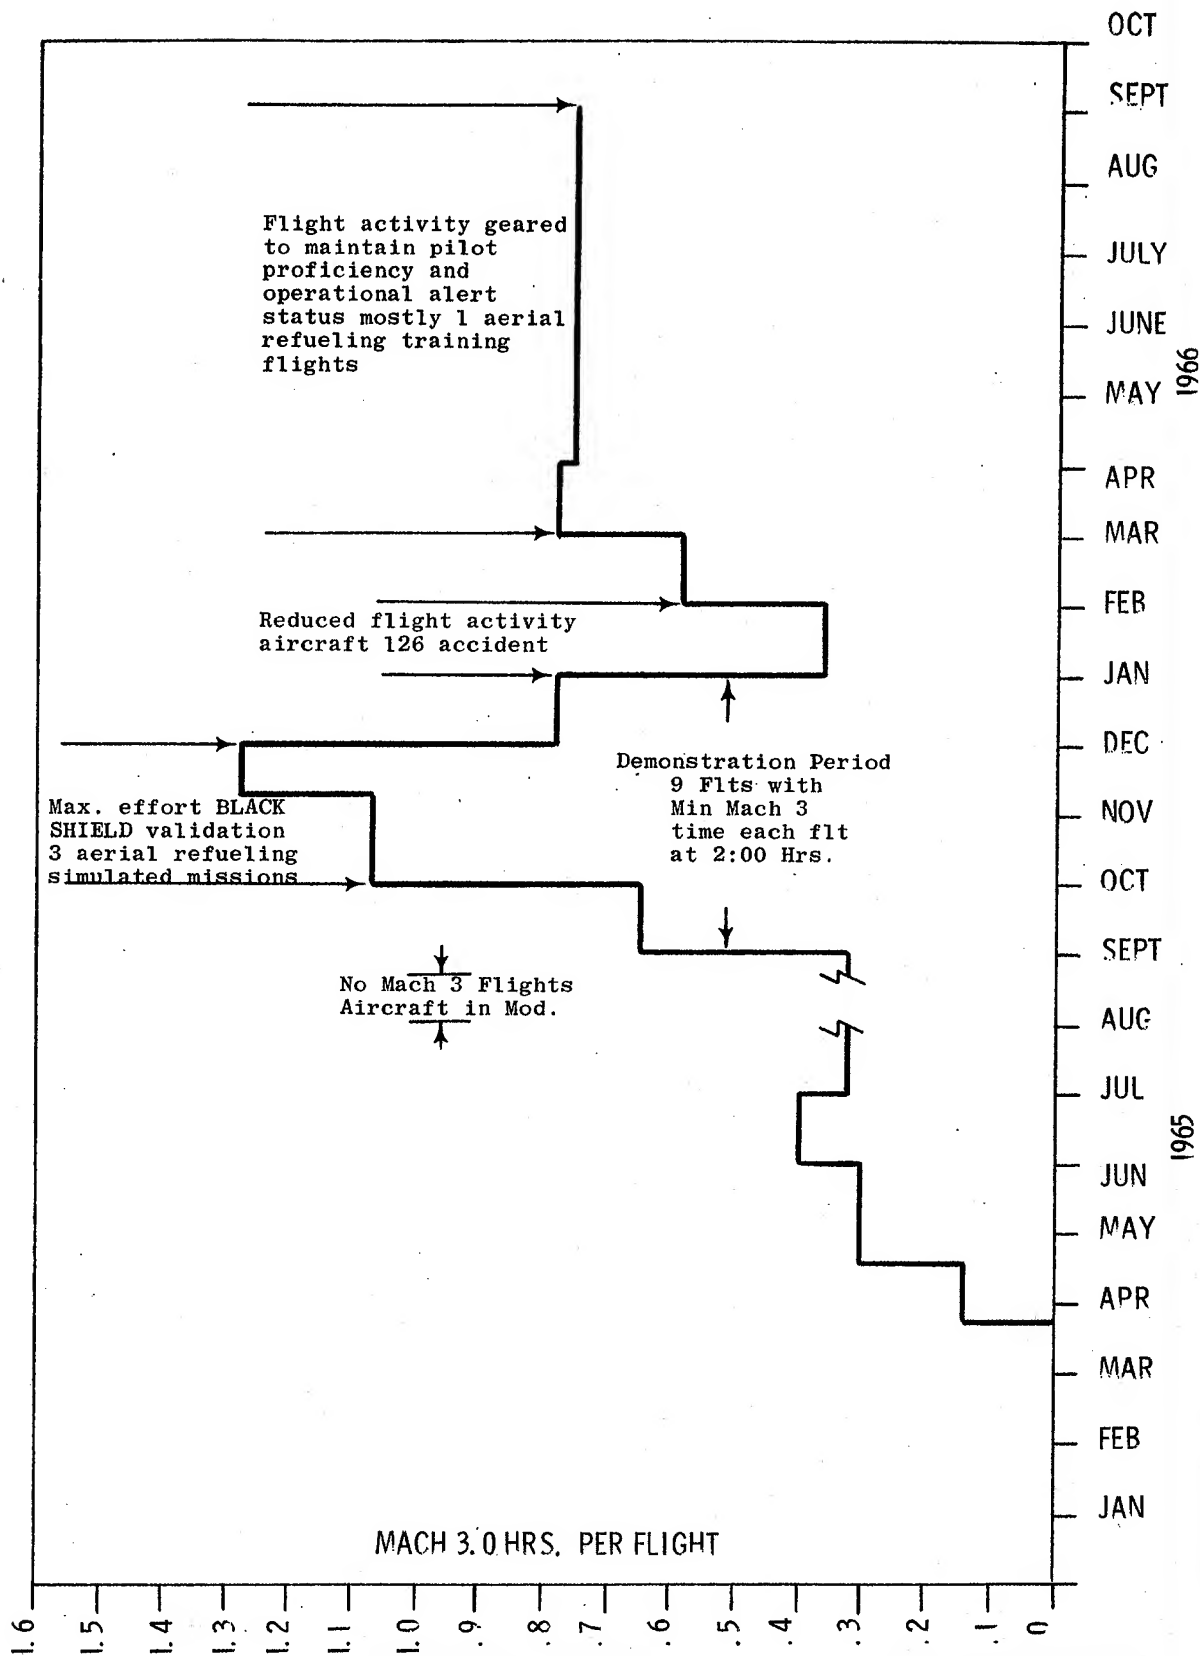 OCT
SEPT
AUG
JULY
JUNE
MAY
APR
MAR
FEB
JAN
DEC
NOV
OCT
SEPT
AUG
JUL
JUN
MAY
APR
MAR
FEB
JAN
1966
1965
Flight activity geared
to maintain pilot
proficiency and
operational alert
status mostly 1 aerial
refueling training
flights
Reduced flight activity
aircraft 126 accident
Demonstration Period
9 Flts with
Min Mach 3
time each flt
at 2:00 Hrs.
Max. effort BLACK
SHIELD validation
3 aerial refueling
simulated missions
No Mach 3 Flights
Aircraft in Mod.
MACH 3.0 HRS. PER FLIGHT
1.6
1.5
1.4
1.3
1.2
1.1
1.0
.9
.8
.7
.6
.5
.4
.3
.2
.1
0